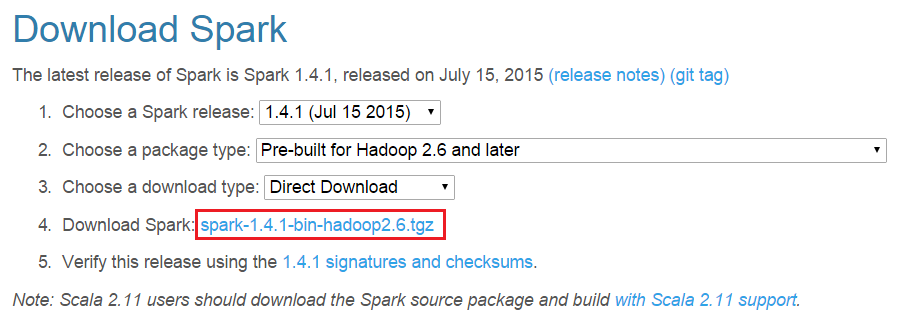 Download Spark
The latest release of Spark is Spark 1.4.1, released on July 15, 2015 (release notes) (git tag)
1. Choose a Spark release: 1.4.1 (Jul 15 2015)
2. Choose a package type: Pre-built for Hadoop 2.6 and later
3. Choose a download type: Direct Download
4. Download Spark: spark-1.4.1-bin-hadoop2.6.tgz
5. Verify this release using the 1.4.1 signatures and checksums.
Note: Scala 2.11 users should download the Spark source package and build with Scala 2.11 support.